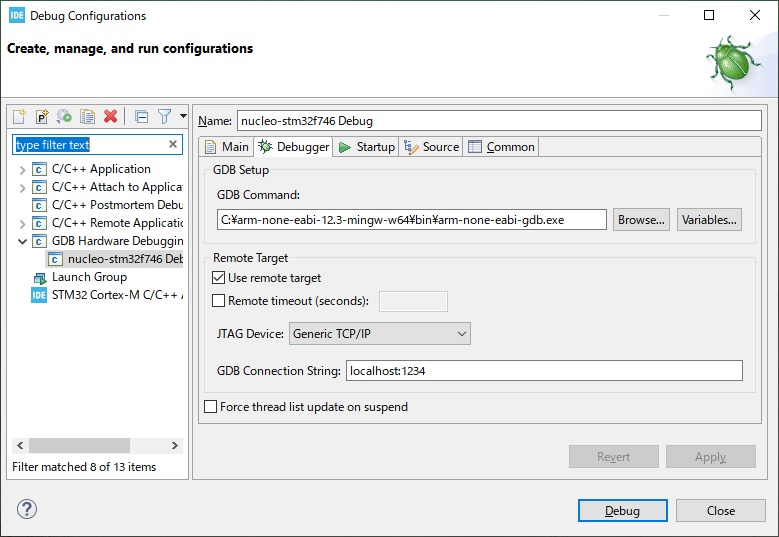 IDE Debug Configurations
Create, manage, and run configurations
type filter text
C/C++ Application
C/C++ Attach to Applica
C/C++ Postmortem Debu
C/C++ Remote Applicatio
GDB Hardware Debuggin
nucleo-stm32f746 Deb
Launch Group
IDE STM32 Cortex-M C/C++ A
Filter matched 8 of 13 items
Name: nucleo-stm32f746 Debug
Main Debugger Startup Source Common
GDB Setup
GDB Command:
C:¥arm-none-eabi-12.3-mingw-w64¥bin¥arm-none-eabi-gdb.exe Browse... Variables...
Remote Target
Use remote target
Remote timeout (seconds):
JTAG Device: Generic TCP/IP
GDB Connection String: localhost:1234
Force thread list update on suspend
Revert Apply
? Debug Close